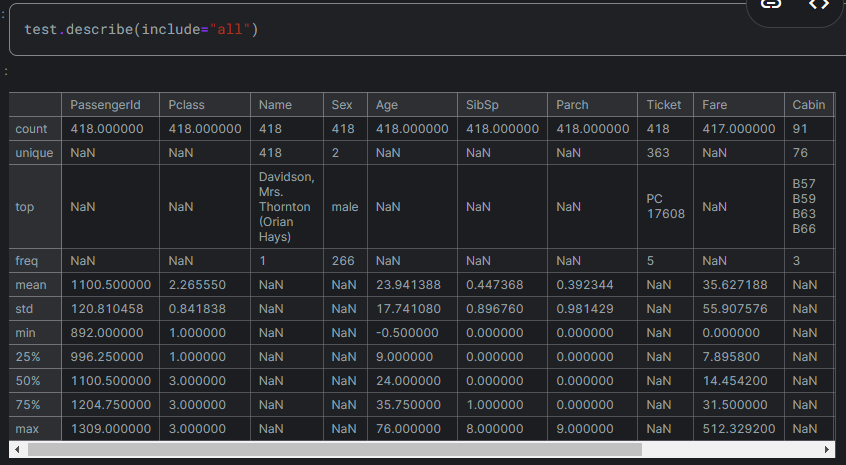 :
test.describe(include="all")
:
PassengerId Pclass Name Sex Age SibSp Parch Ticket Fare Cabin
count 418.000000 418.000000 418 418 418.000000 418.000000 418.000000 418 417.000000 91
unique NaN NaN 418 2 NaN NaN NaN 363 NaN 76
top NaN NaN Davidson, Mrs. Thornton (Orian Hays) male NaN NaN NaN PC 17608 NaN B57 B59 B63 B66
freq NaN NaN 1 266 NaN NaN NaN 5 NaN 3
mean 1100.500000 2.265550 NaN NaN 23.941388 0.447368 0.392344 NaN 35.627188 NaN
std 120.810458 0.841838 NaN NaN 17.741080 0.896760 0.981429 NaN 55.907576 NaN
min 892.000000 1.000000 NaN NaN -0.500000 0.000000 0.000000 NaN 0.000000 NaN
25% 996.250000 1.000000 NaN NaN 9.000000 0.000000 0.000000 NaN 7.895800 NaN
50% 1100.500000 3.000000 NaN NaN 24.000000 0.000000 0.000000 NaN 14.454200 NaN
75% 1204.750000 3.000000 NaN NaN 35.750000 1.000000 0.000000 NaN 31.500000 NaN
max 1309.000000 3.000000 NaN NaN 76.000000 8.000000 9.000000 NaN 512.329200 NaN